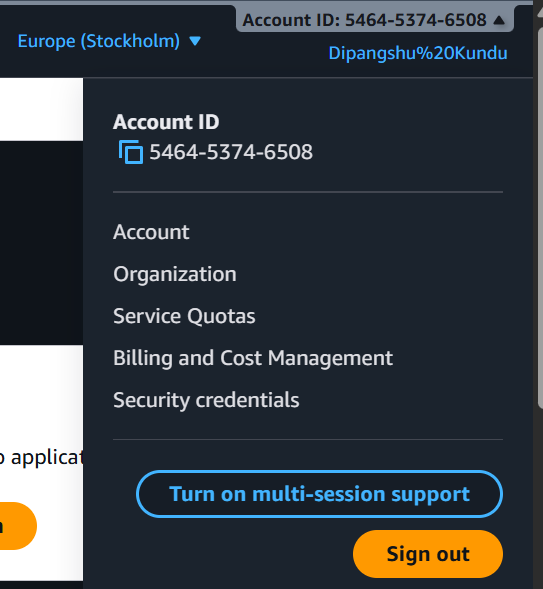 Account ID: 5464-5374-6508
Europe (Stockholm)
Dipangshu%20Kundu
Account ID
5464-5374-6508
Account
Organization
Service Quotas
Billing and Cost Management
Security credentials
Turn on multi-session support
Sign out